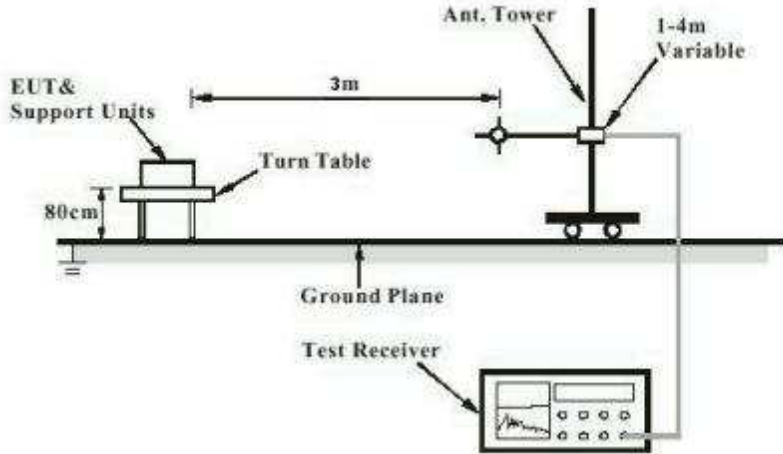 Ant. Tower
1-4m
Variable
EUT&
Support Units
3m
Turn Table
80cm
Ground Plane
Test Receiver